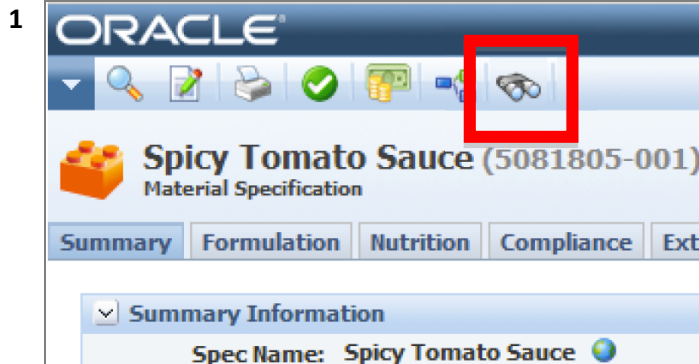 1
ORACLE®
Spicy Tomato Sauce (5081805-001)
Material Specification
Summary Formulation Nutrition Compliance Ext
Summary Information
Spec Name: Spicy Tomato Sauce